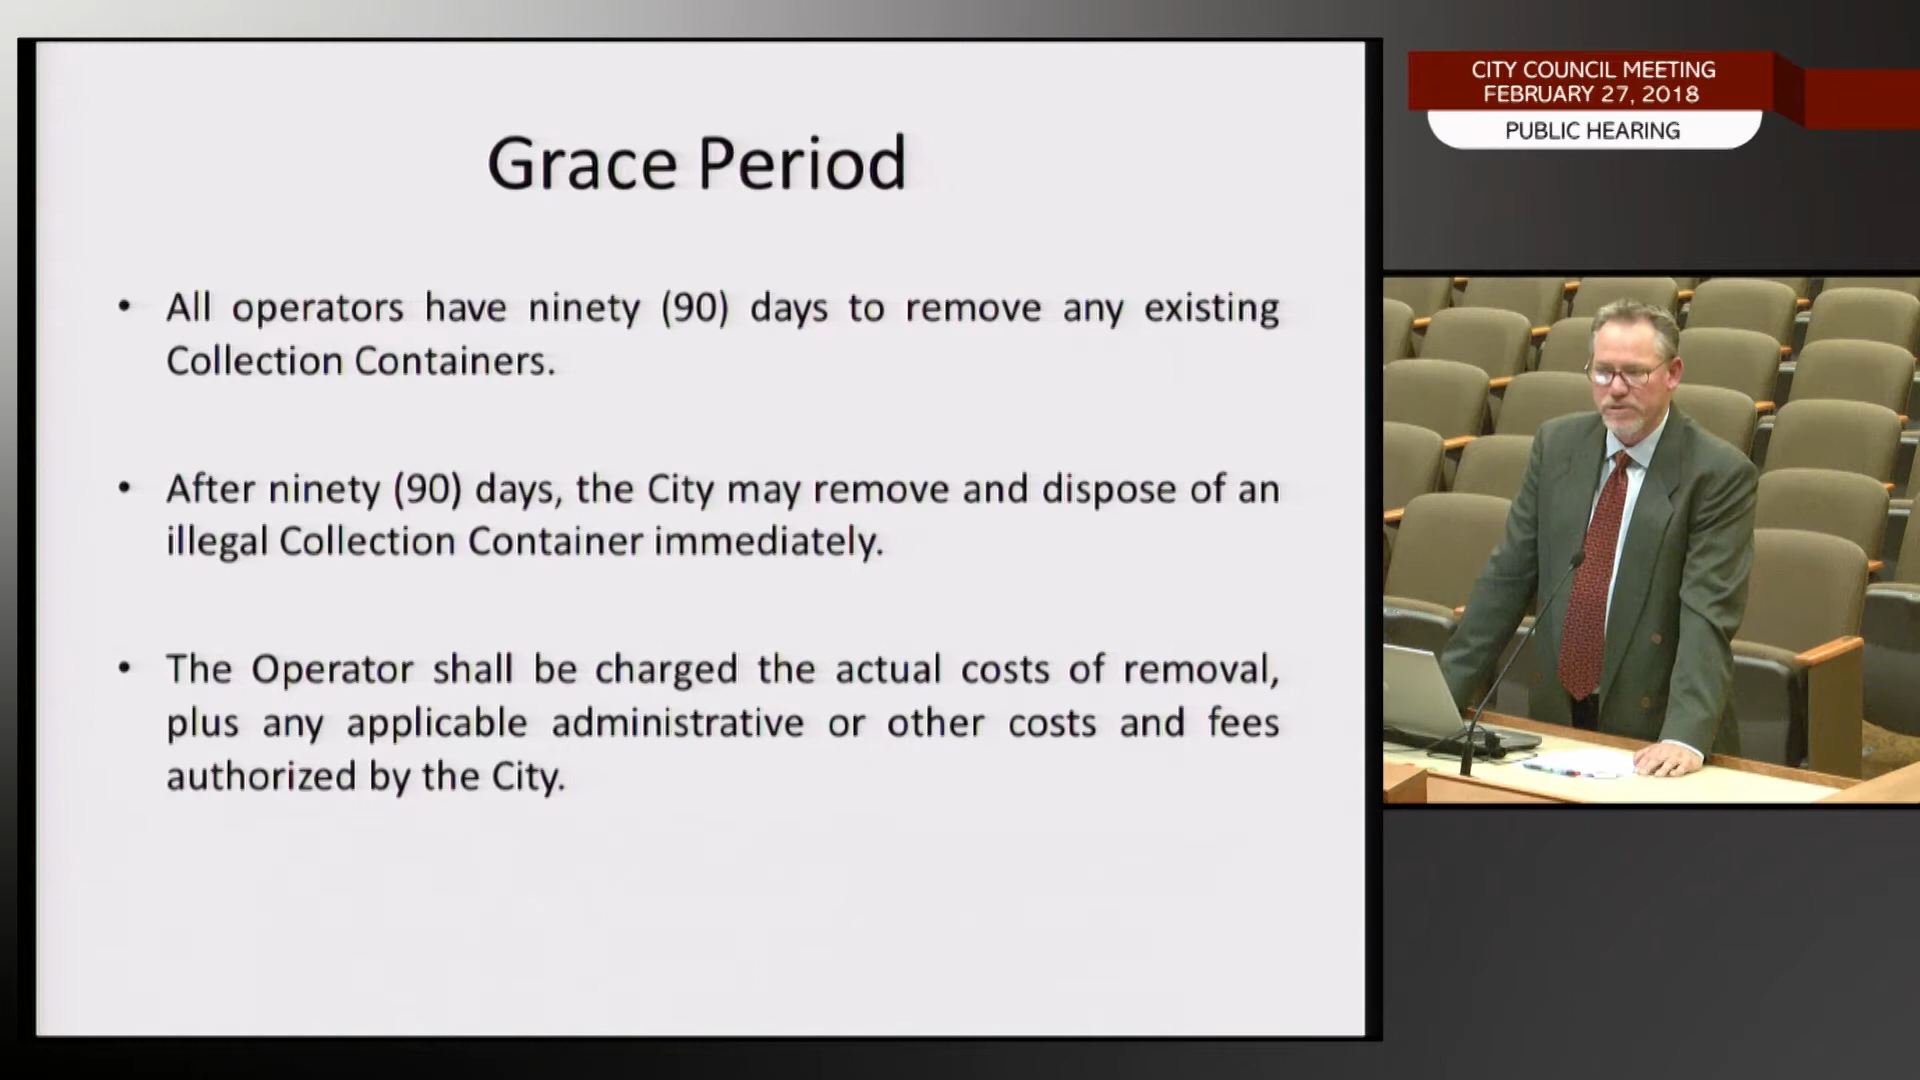 Grace Period
• All operators have ninety (90) days to remove any existing
Collection Containers.
• After ninety (90) days, the City may remove and dispose of an
illegal Collection Container immediately.
• The Operator shall be charged the actual costs of removal,
plus any applicable administrative or other costs and fees
authorized by the City.
CITY COUNCIL MEETING
FEBRUARY 27, 2018
PUBLIC HEARING